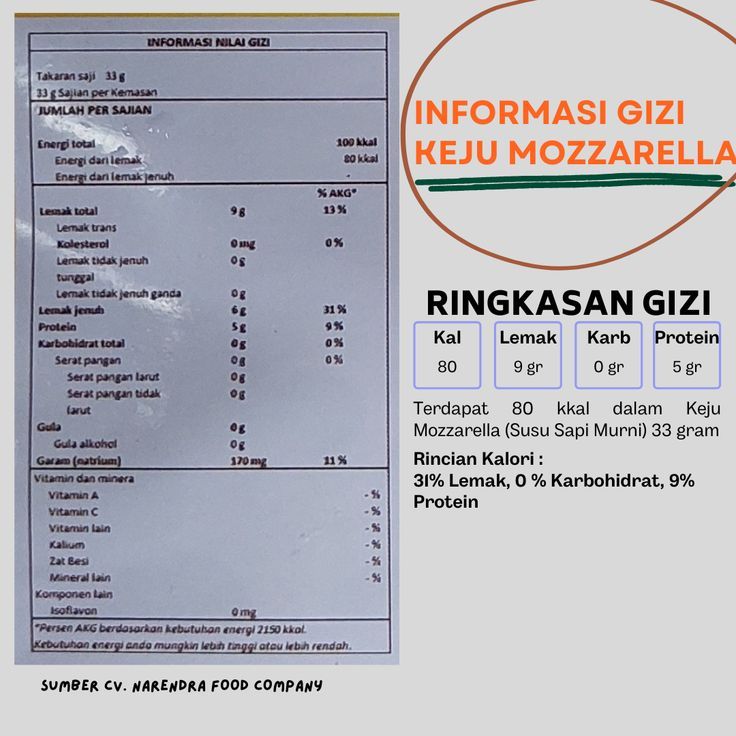 INFORMASI NILAI GIZI
Takaran saji 33 g
33 g Sajian per Kemasan
JUMLAH PER SAJIAN
Energi total 100 kkal
Energi dari lemak 80 kkal
Energi dari lemak jenuh -
% AKG*
Lemak total 9 g 13 %
Lemak trans
Kolesterol 0 mg 0 %
Lemak tidak jenuh 0 g
tunggal
Lemak tidak jenuh ganda 0 g
Lemak jenuh 6 g 31 %
Protein 5 g 9 %
Karbohidrat total 0 g 0 %
Serat pangan 0 g 0 %
Serat pangan larut 0 g
Serat pangan tidak 0 g
larut
Gula 0 g
Gula alkohol 0 g
Garam (natrium) 170 mg 11 %
Vitamin dan minera
Vitamin A - %
Vitamin C - %
Vitamin lain - %
Kalium - %
Zat Besi - %
Mineral lain - %
Komponen lain
Isoflavon 0 mg
*Persen AKG berdasarkan kebutuhan energi 2150 kkal.
Kebutuhan energi anda mungkin lebih tinggi atau lebih rendah.
SUMBER CV. NARENDRA FOOD COMPANY
INFORMASI GIZI
KEJU MOZZARELLA
RINGKASAN GIZI
Kal Lemak Karb Protein
80 9 gr 0 gr 5 gr
Terdapat 80 kkal dalam Keju
Mozzarella (Susu Sapi Murni) 33 gram
Rincian Kalori :
31% Lemak, 0 % Karbohidrat, 9%
Protein